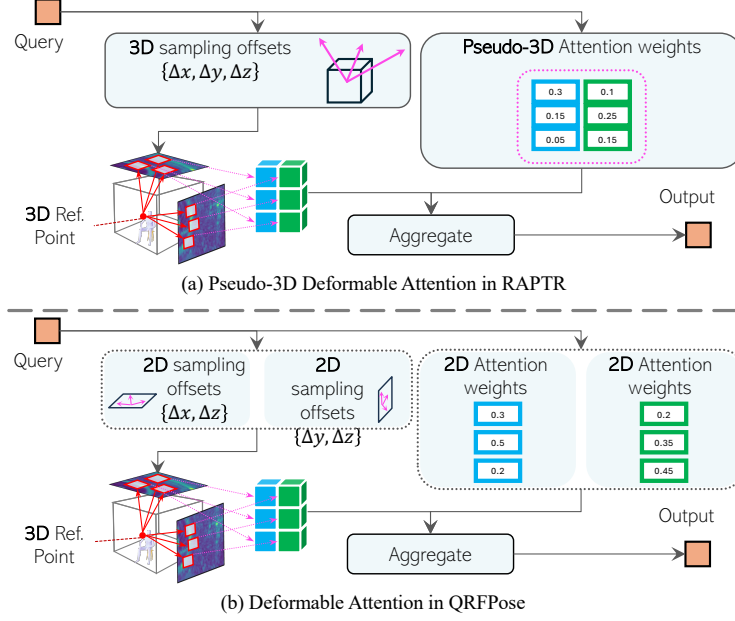 Query
3D sampling offsets
{Δx, Δy, Δz}
Pseudo-3D Attention weights
0.3 0.1
0.15 0.25
0.05 0.15
3D Ref.
Point
Aggregate
Output
(a) Pseudo-3D Deformable Attention in RAPTR
Query
2D sampling
offsets
{Δx, Δz}
2D
sampling
offsets
{Δy, Δz}
2D Attention
weights
0.3
0.5
0.2
2D Attention
weights
0.2
0.35
0.45
3D Ref.
Point
Aggregate
Output
(b) Deformable Attention in QRFPose